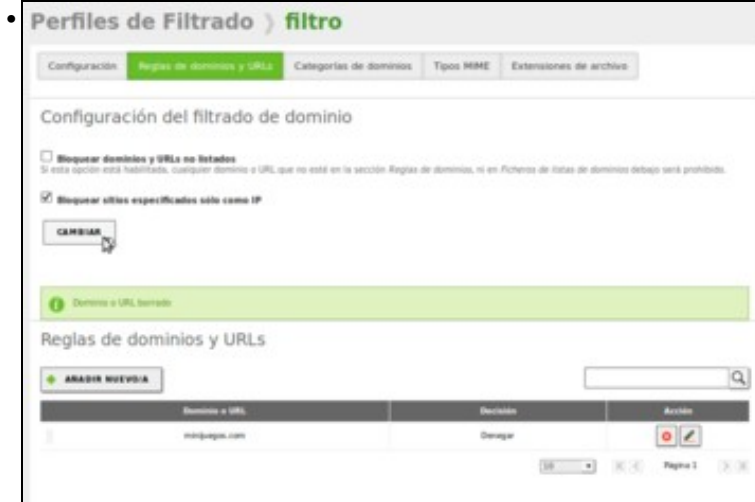 Perfiles de Filtrado ⟩ filtro
Configuración Reglas de dominios y URLs Categorías de dominios Tipos MIME Extensiones de archivo
Configuración del filtrado de dominio
Bloquear dominios y URLs no listados
Si esta opción está habilitada, cualquier dominio o URL que no esté en la sección Reglas de dominios, ni en Ficheros de listas de dominios debajo será prohibido.
Bloquear sitios especificados sólo como IP
CAMBIAR
Dominio o URL borrado
Reglas de dominios y URLs
AÑADIR NUEVO/A
Dominio o URL Decisión Acción
minijuegos.com Denegar
10 Página 1